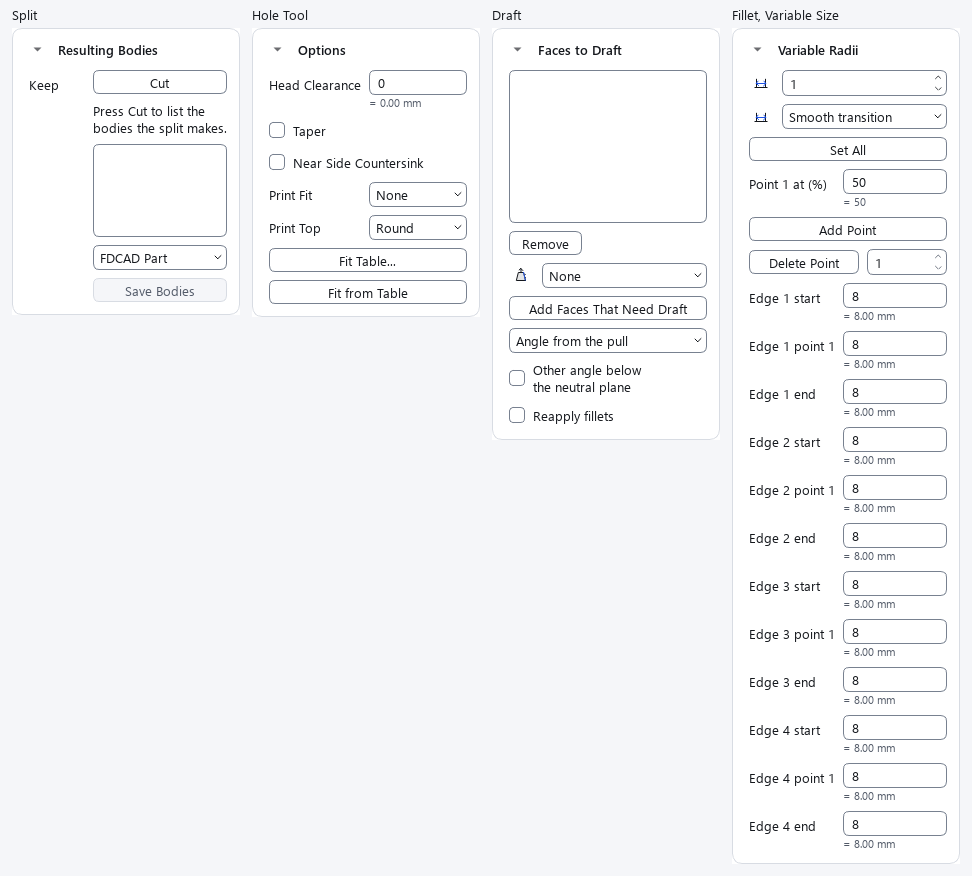 Split
Resulting Bodies
Keep
Cut
Press Cut to list the
bodies the split makes.
FDCAD Part
Save Bodies
Hole Tool
Options
Head Clearance
0
= 0.00 mm
Taper
Near Side Countersink
Print Fit
None
Print Top
Round
Fit Table...
Fit from Table
Draft
Faces to Draft
Remove
None
Add Faces That Need Draft
Angle from the pull
Other angle below
the neutral plane
Reapply fillets
Fillet, Variable Size
Variable Radii
1
Smooth transition
Set All
Point 1 at (%)
50
= 50
Add Point
Delete Point
1
Edge 1 start
8
= 8.00 mm
Edge 1 point 1
8
= 8.00 mm
Edge 1 end
8
= 8.00 mm
Edge 2 start
8
= 8.00 mm
Edge 2 point 1
8
= 8.00 mm
Edge 2 end
8
= 8.00 mm
Edge 3 start
8
= 8.00 mm
Edge 3 point 1
8
= 8.00 mm
Edge 3 end
8
= 8.00 mm
Edge 4 start
8
= 8.00 mm
Edge 4 point 1
8
= 8.00 mm
Edge 4 end
8
= 8.00 mm